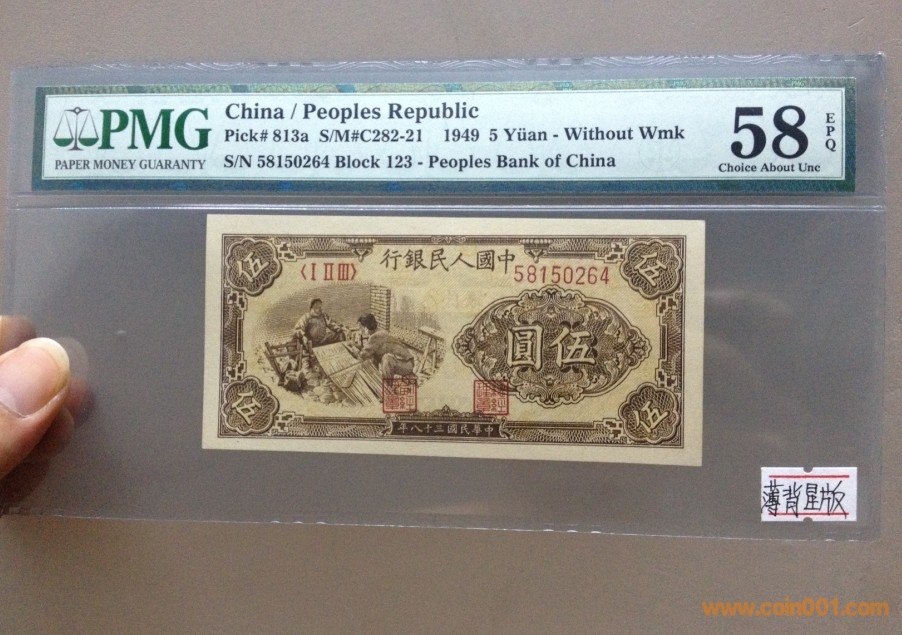 PMG
PAPER MONEY GUARANTY
China / Peoples Republic
Pick# 813a S/M#C282-21 1949 5 Yüan - Without Wmk
S/N 58150264 Block 123 - Peoples Bank of China
58
EPQ
Choice About Unc
行銀民人國中
〈I II III〉
58150264
伍
伍
圓伍
伍
伍
年八十三國民華中
薄背星版
www.coin001.com